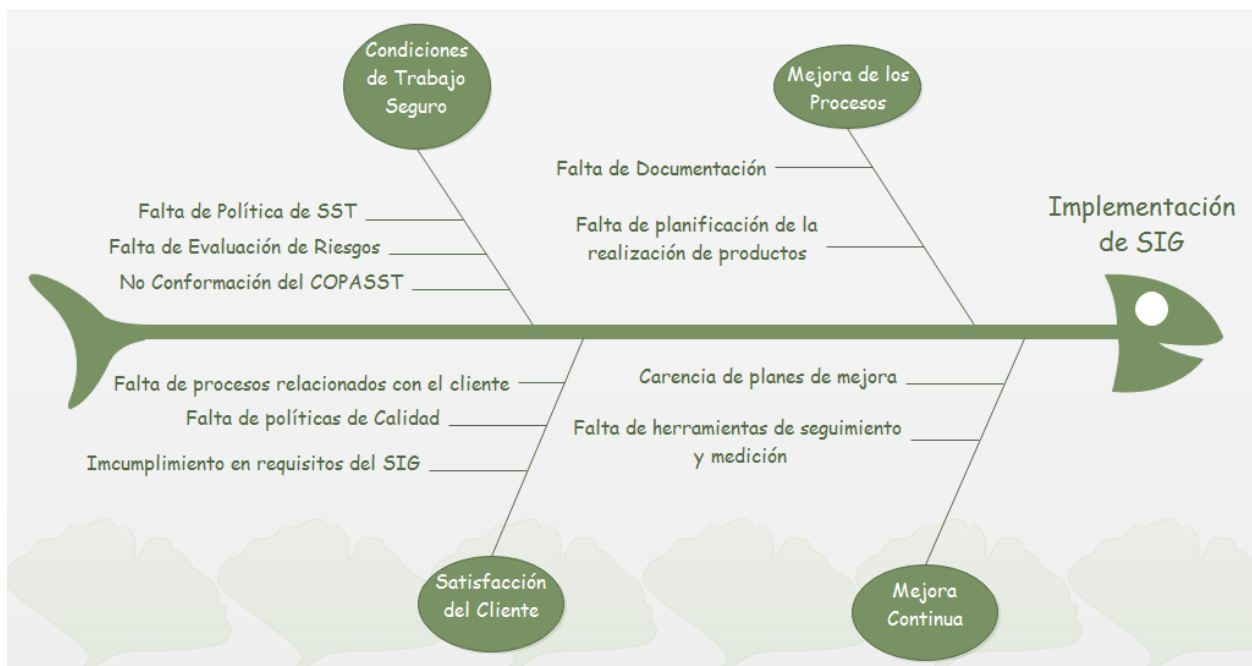 Condiciones
de Trabajo
Seguro
Mejora de los
Procesos
Falta de Documentación
Falta de Política de SST
Falta de Evaluación de Riesgos
No Conformación del COPASST
Falta de planificación de la
realización de productos
Implementación
de SIG
Falta de procesos relacionados con el cliente
Falta de políticas de Calidad
Imcumplimiento en requisitos del SIG
Carencia de planes de mejora
Falta de herramientas de seguimiento
y medición
Satisfacción
del Cliente
Mejora
Continua